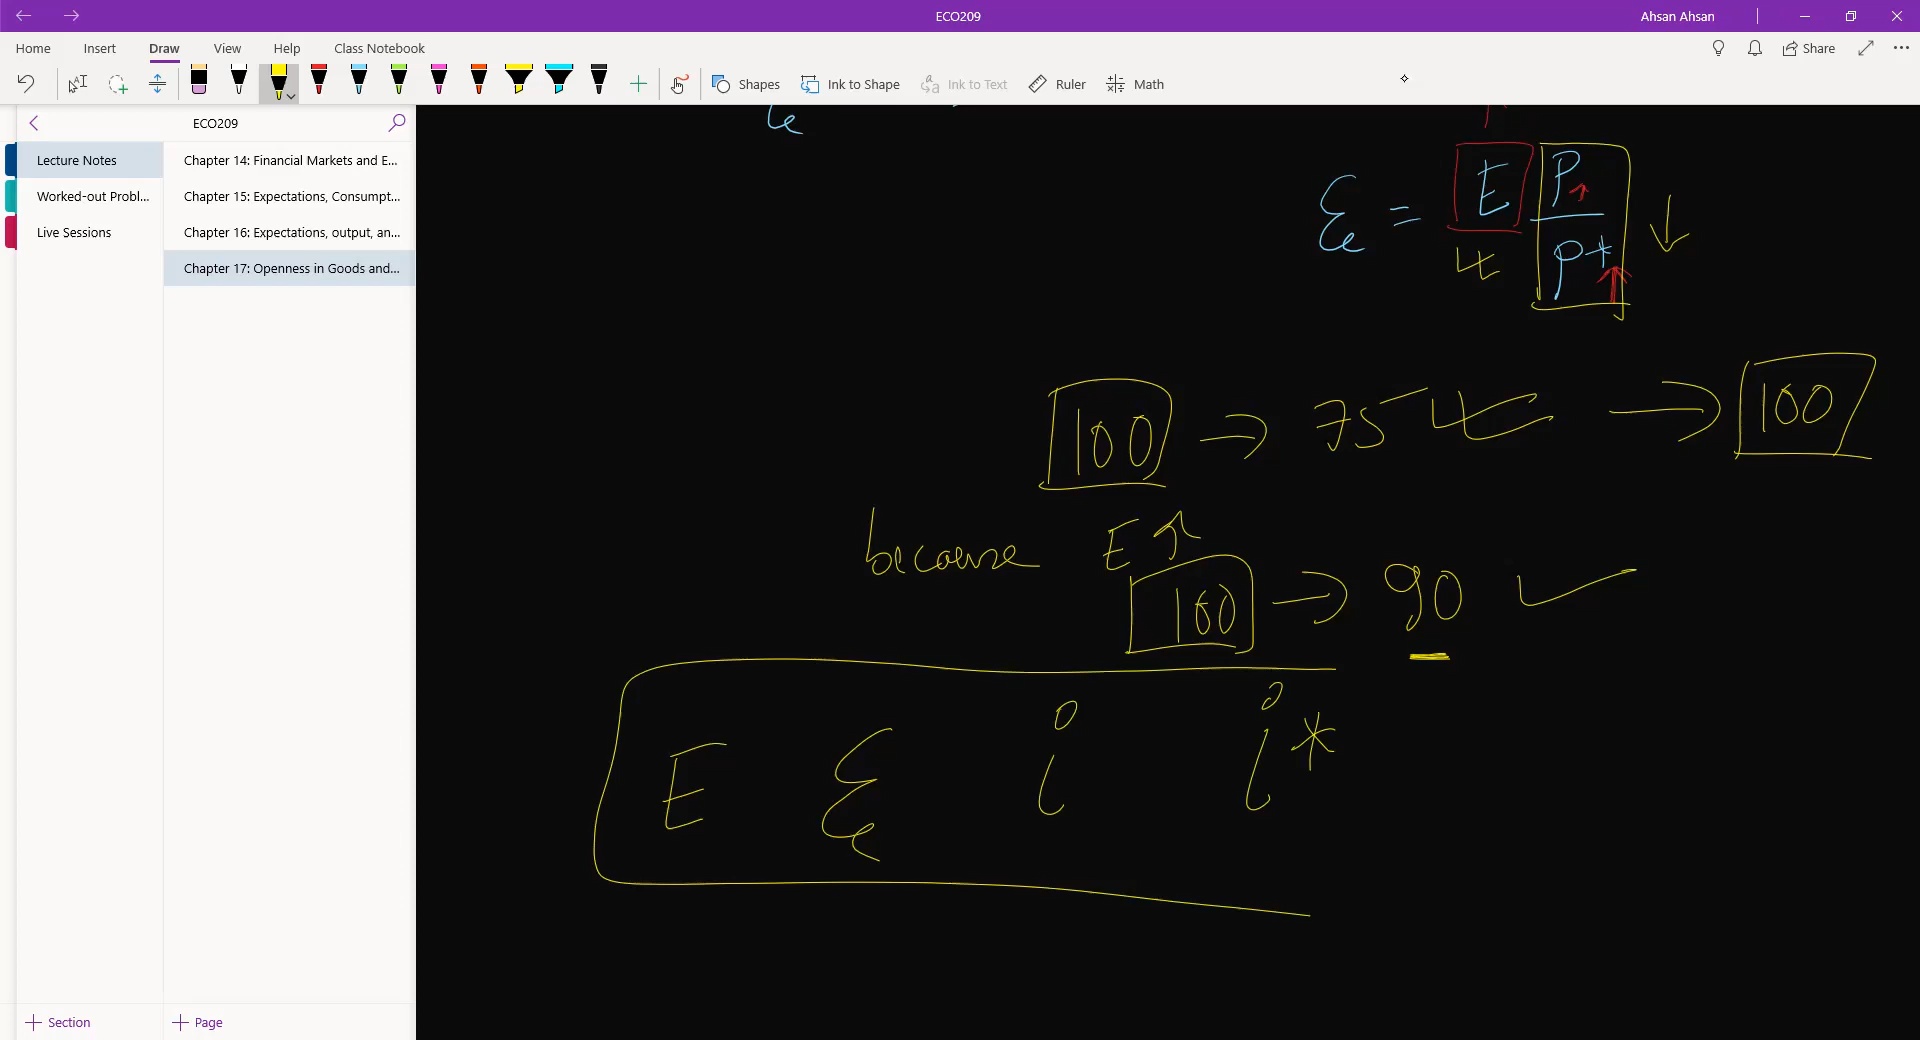 ECO209
Ahsan Ahsan
Home Insert Draw View Help Class Notebook
Share
Shapes Ink to Shape Ink to Text Ruler Math
ECO209
Lecture Notes
Worked-out Probl...
Live Sessions
Chapter 14: Financial Markets and E...
Chapter 15: Expectations, Consumpt...
Chapter 16: Expectations, output, an...
Chapter 17: Openness in Goods and...
Section
Page
ε = E P↑ / P*↑ ↓
100 → 75 → 100
because E ↑
100 → 90 ✓
E ε i i*